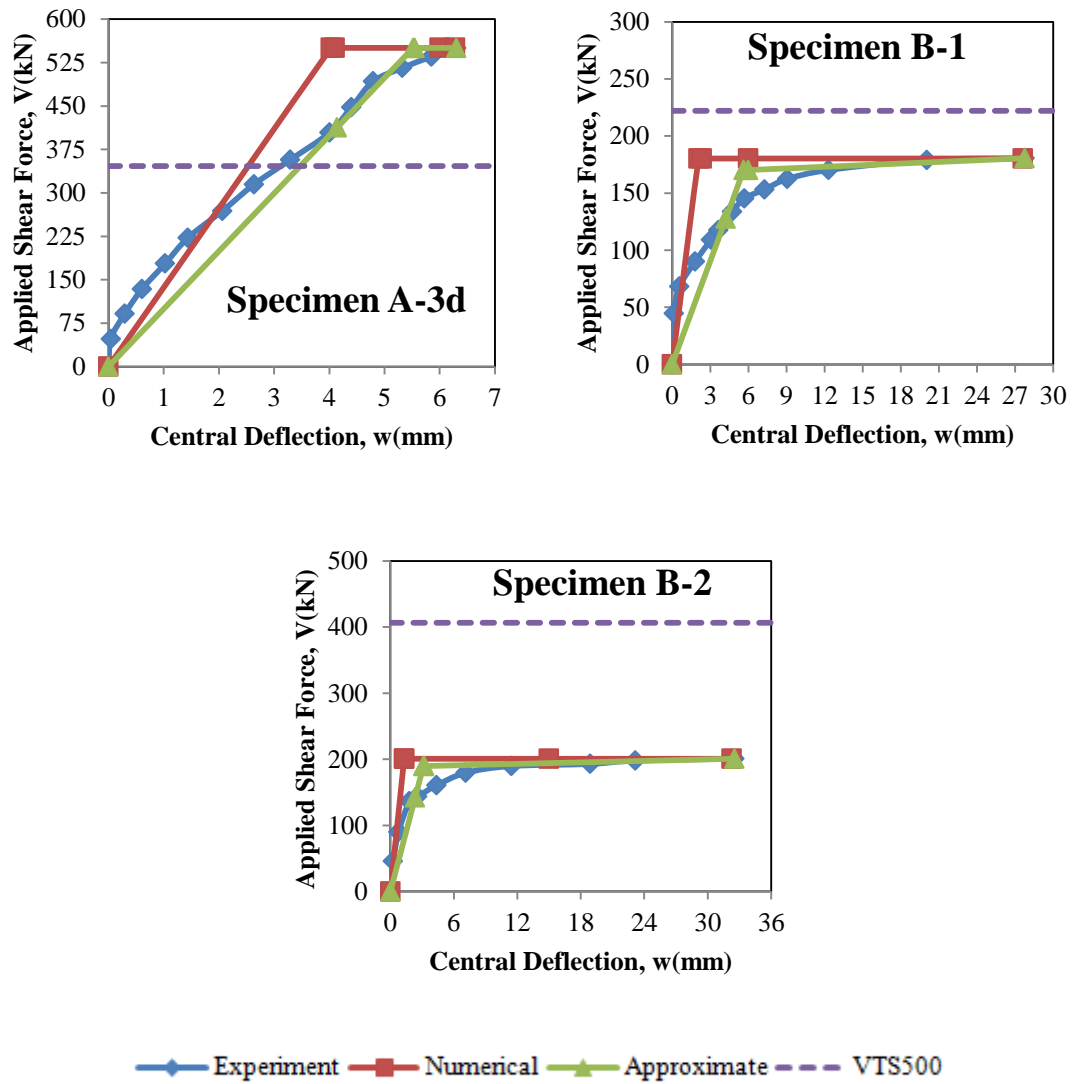 600
525
450
375
300
225
150
75
0
Applied Shear Force, V(kN)
Specimen A-3d
0 1 2 3 4 5 6 7
Central Deflection, w(mm)
300
250
200
150
100
50
0
Applied Shear Force, V(kN)
Specimen B-1
0 3 6 9 12 15 18 21 24 27 30
Central Deflection, w(mm)
500
400
300
200
100
0
Applied Shear Force, V(kN)
Specimen B-2
0 6 12 18 24 30 36
Central Deflection, w(mm)
Experiment Numerical Approximate VTS500